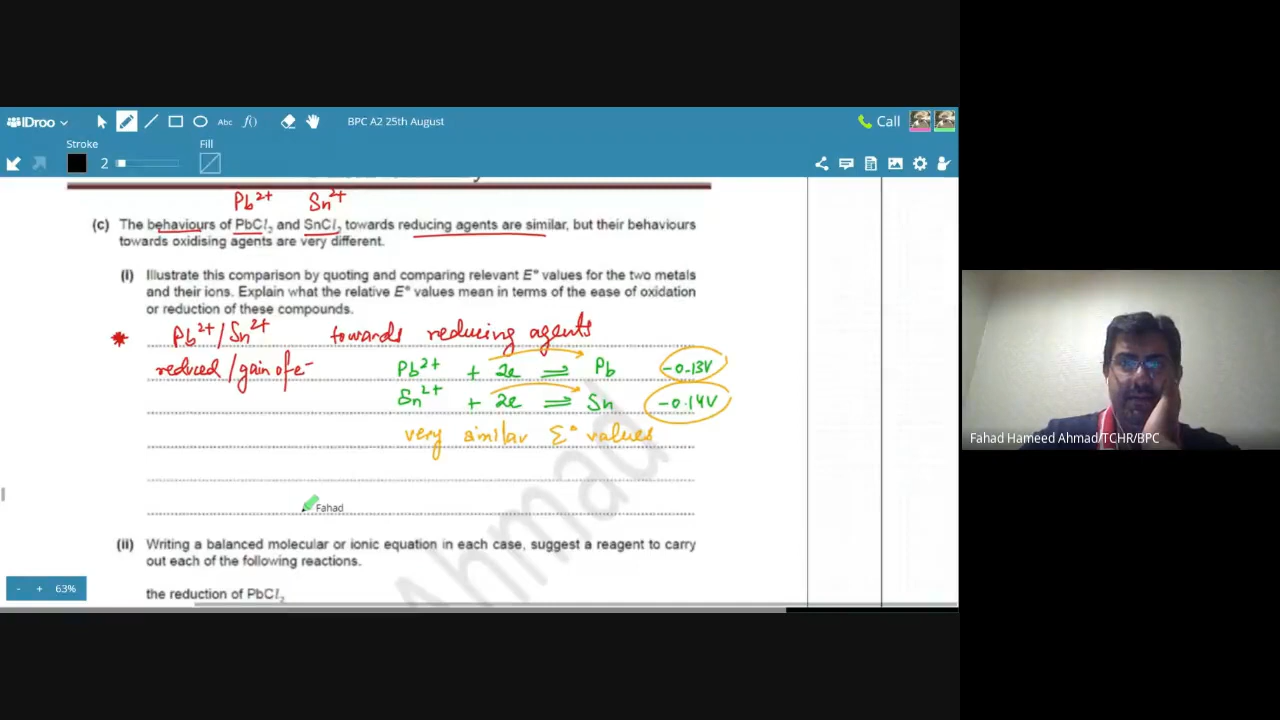 IDroo
Abc
f()
BPC A2 25th August
Call
Stroke
2
Fill
Pb²⁺ Sn²⁺
(c) The behaviours of PbCl₂ and SnCl₂ towards reducing agents are similar, but their behaviours
towards oxidising agents are very different.
(i) Illustrate this comparison by quoting and comparing relevant E° values for the two metals
and their ions. Explain what the relative E° values mean in terms of the ease of oxidation
or reduction of these compounds.
* Pb²⁺/Sn²⁺ towards reducing agents
reduced/gain of e⁻ Pb²⁺ + 2e ⇌ Pb -0.13V
Sn²⁺ + 2e ⇌ Sn -0.14V
very similar E° values
Fahad
(ii) Writing a balanced molecular or ionic equation in each case, suggest a reagent to carry
out each of the following reactions.
the reduction of PbCl₂
Ahmad
- + 63%
Fahad Hameed Ahmad/TCHR/BPC